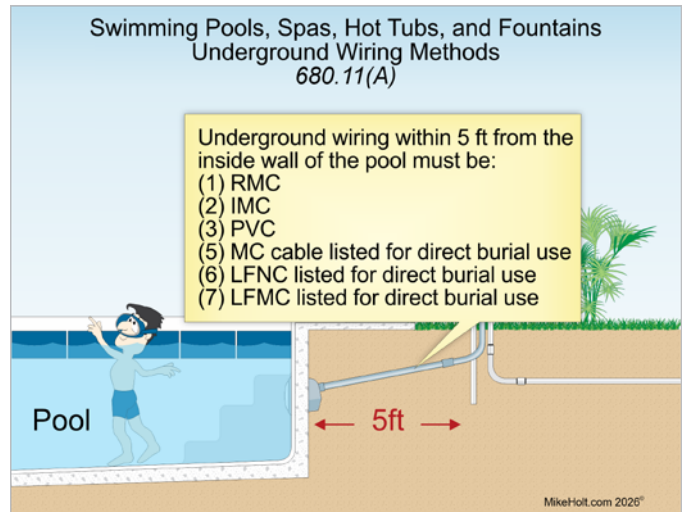 Swimming Pools, Spas, Hot Tubs, and Fountains
Underground Wiring Methods
680.11(A)
Underground wiring within 5 ft from the
inside wall of the pool must be:
(1) RMC
(2) IMC
(3) PVC
(5) MC cable listed for direct burial use
(6) LFNC listed for direct burial use
(7) LFMC listed for direct burial use
Pool
5ft
MikeHolt.com 2026©